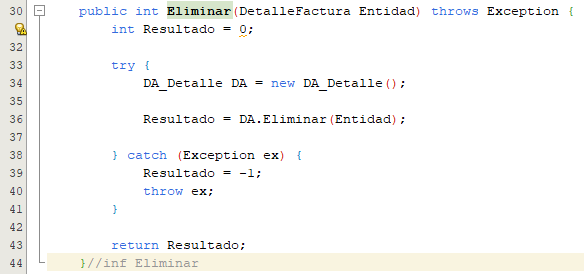 30 public int Eliminar(DetalleFactura Entidad) throws Exception {
int Resultado = 0;
32
33 try {
34 DA_Detalle DA = new DA_Detalle();
35
36 Resultado = DA.Eliminar(Entidad);
37
38 } catch (Exception ex) {
39 Resultado = -1;
40 throw ex;
41 }
42
43 return Resultado;
44 }//inf Eliminar